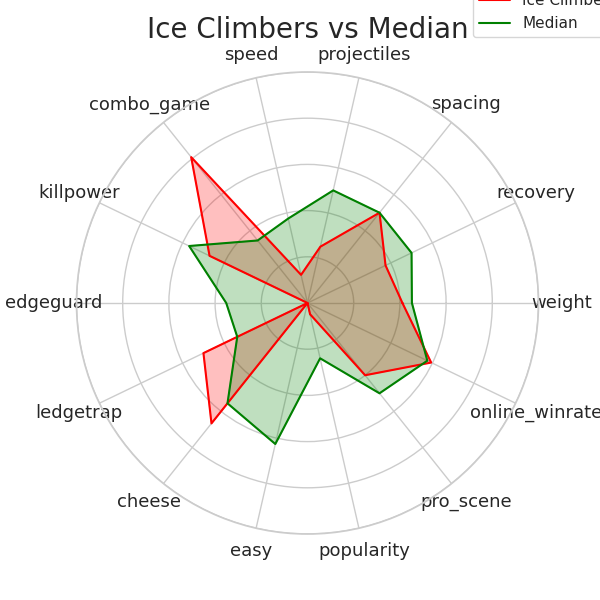 Ice Climbers vs Median
Median
speed
projectiles
combo_game
spacing
killpower
recovery
edgeguard
weight
ledgetrap
online_winrate
cheese
pro_scene
easy
popularity